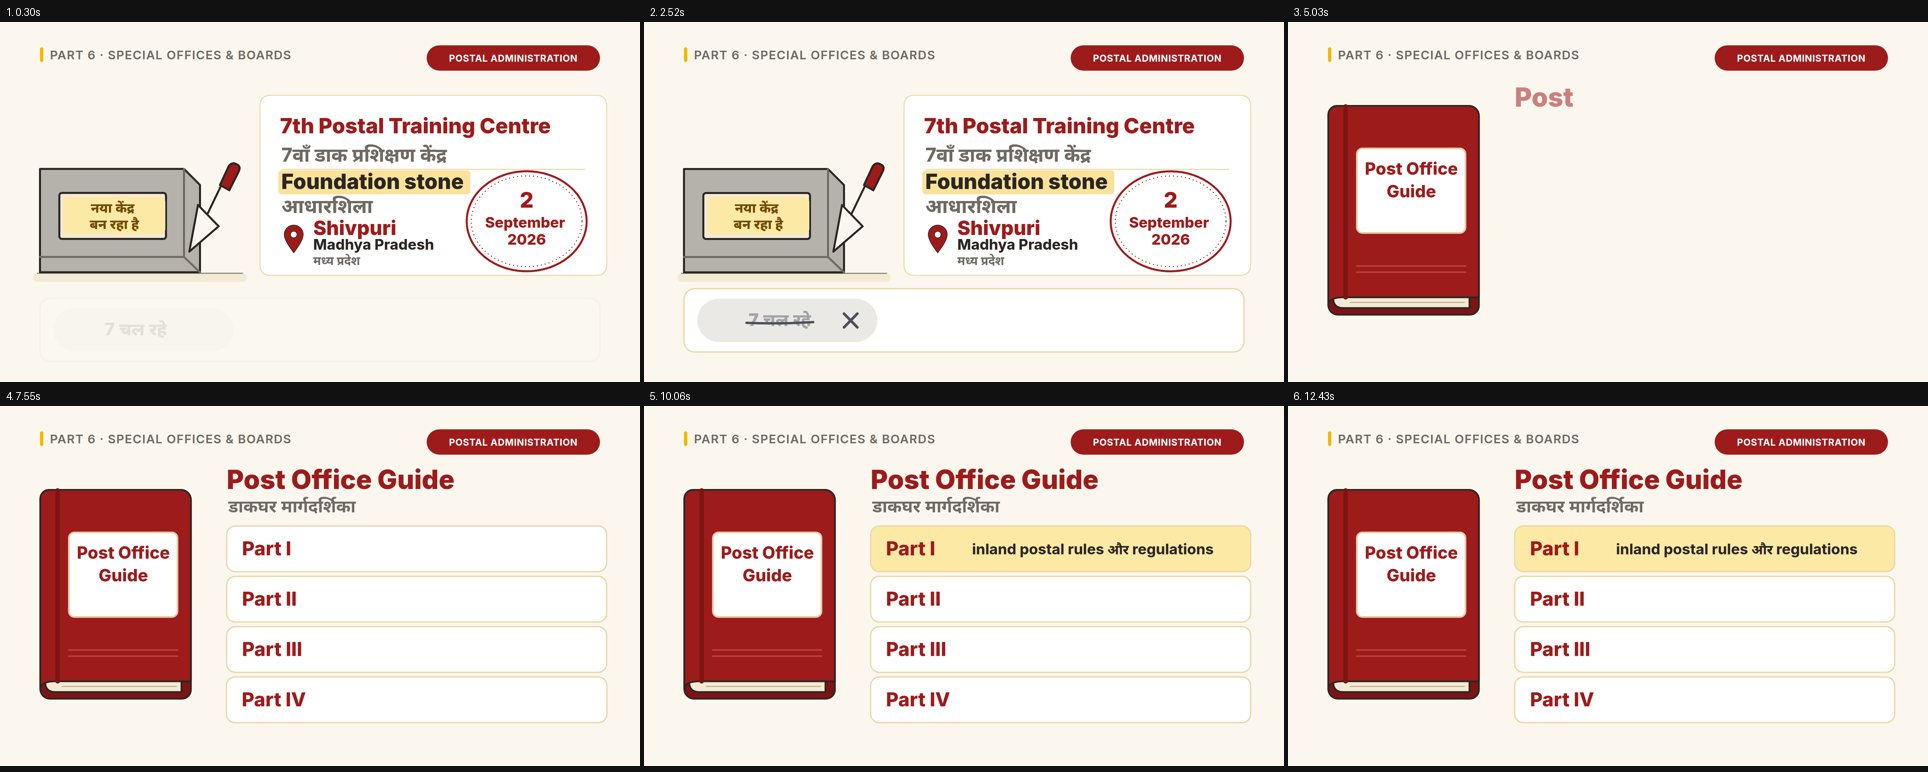 1. 0.30s
PART 6 · SPECIAL OFFICES & BOARDS
POSTAL ADMINISTRATION
नया केंद्र
बन रहा है
7th Postal Training Centre
7वाँ डाक प्रशिक्षण केंद्र
Foundation stone
आधारशिला
Shivpuri
Madhya Pradesh
मध्य प्रदेश
2
September
2026
7 चल रहे
2. 2.52s
PART 6 · SPECIAL OFFICES & BOARDS
POSTAL ADMINISTRATION
नया केंद्र
बन रहा है
7th Postal Training Centre
7वाँ डाक प्रशिक्षण केंद्र
Foundation stone
आधारशिला
Shivpuri
Madhya Pradesh
मध्य प्रदेश
2
September
2026
7 चल रहे
3. 5.03s
PART 6 · SPECIAL OFFICES & BOARDS
POSTAL ADMINISTRATION
Post Office
Guide
Post
4. 7.55s
PART 6 · SPECIAL OFFICES & BOARDS
POSTAL ADMINISTRATION
Post Office
Guide
Post Office Guide
डाकघर मार्गदर्शिका
Part I
Part II
Part III
Part IV
5. 10.06s
PART 6 · SPECIAL OFFICES & BOARDS
POSTAL ADMINISTRATION
Post Office
Guide
Post Office Guide
डाकघर मार्गदर्शिका
Part I inland postal rules और regulations
Part II
Part III
Part IV
6. 12.43s
PART 6 · SPECIAL OFFICES & BOARDS
POSTAL ADMINISTRATION
Post Office
Guide
Post Office Guide
डाकघर मार्गदर्शिका
Part I inland postal rules और regulations
Part II
Part III
Part IV